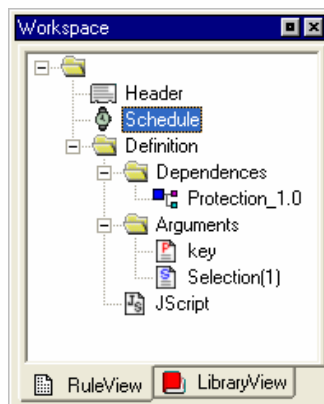 Workspace
Header
Schedule
Definition
Dependences
Protection_1.0
Arguments
key
Selection(1)
JScript
RuleView
LibraryView